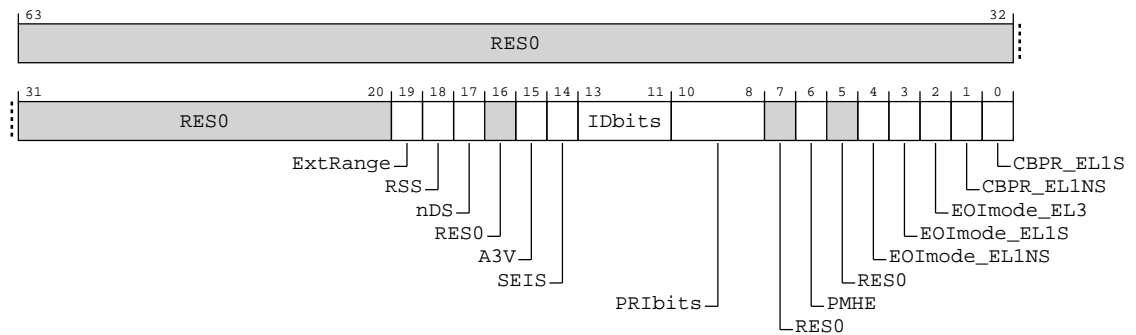 63 32
RES0
31 20 19 18 17 16 15 14 13 11 10 8 7 6 5 4 3 2 1 0
RES0 IDbits
ExtRange CBPR_EL1S
RSS CBPR_EL1NS
nDS EOImode_EL3
RES0 EOImode_EL1S
A3V EOImode_EL1NS
SEIS RES0
PRIbits PMHE
RES0